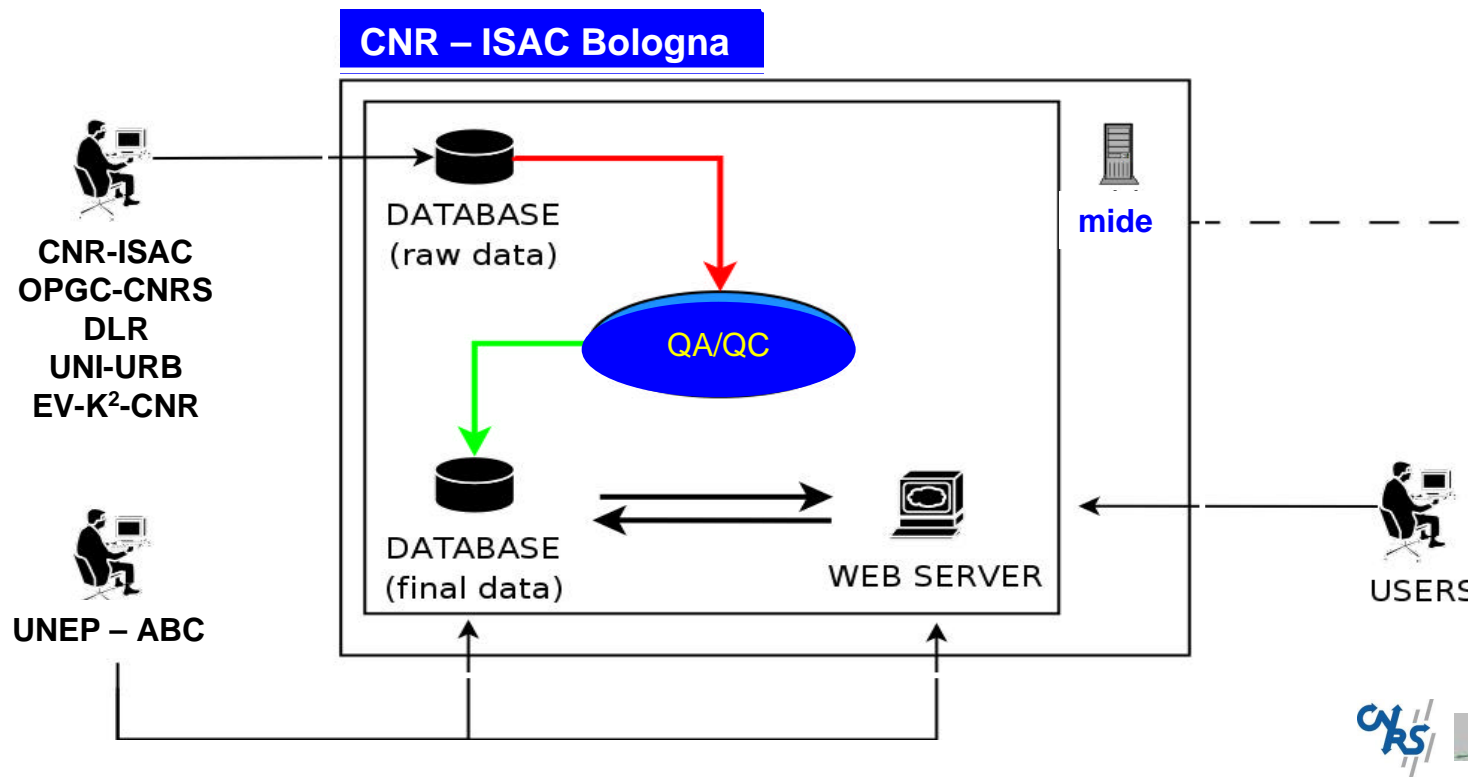 CNR – ISAC Bologna
mide
DATABASE
(raw data)
CNR-ISAC
OPGC-CNRS
DLR
UNI-URB
EV-K²-CNR
QA/QC
DATABASE
(final data)
WEB SERVER
USERS
UNEP – ABC
CNRS